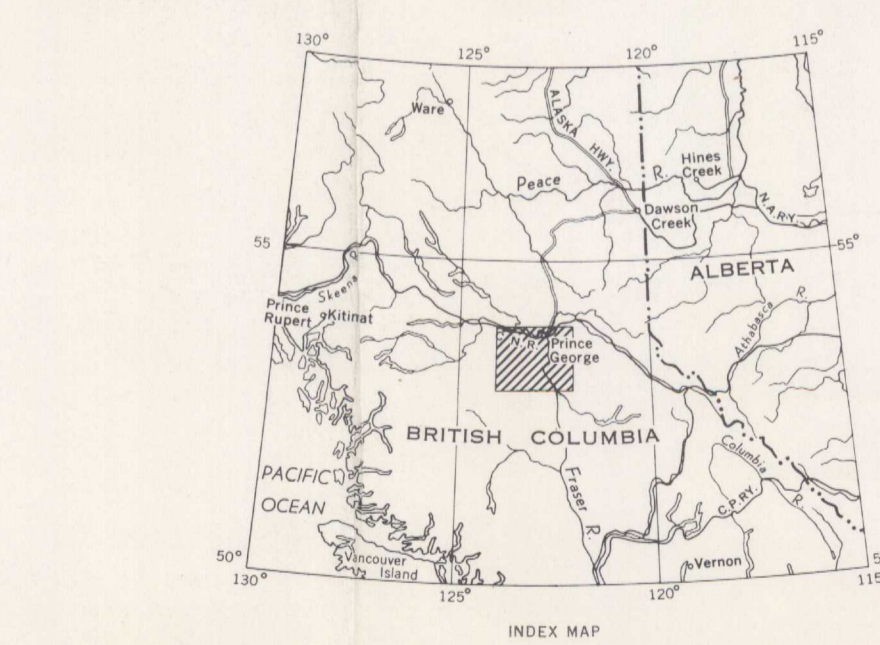 130°
125°
120°
115°
Ware
ALASKA
HWY.
Peace
R.
Hines
Creek
Dawson
Creek
N.A.RY.
55
55°
ALBERTA
Skeena
R.
Prince
Rupert
Kitinat
N. R.
Prince
George
Athabasca
R.
BRITISH COLUMBIA
Columbia
R.
PACIFIC
OCEAN
Fraser
R.
C.P.RY.
Vancouver
Island
Vernon
50°
5
130°
125°
120°
115
INDEX MAP